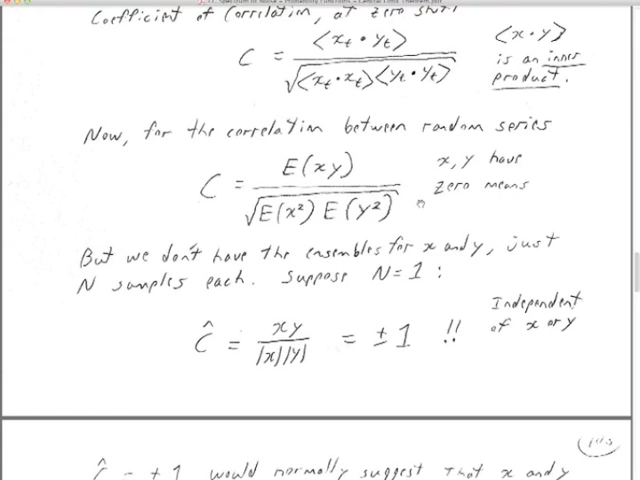 Coefficient of Correlation, at zero shift
C = <x_t • y_t> / √<x_t • x_t><y_t • y_t>
<x • y>
is an inner
product.
Now, for the correlation between random series
C = E(xy) / √E(x²) E(y²)
x, y have
zero means
But we don't have the ensembles for x and y, just
N samples each. Suppose N=1:
Ĉ = xy / |x||y| = ±1 !!
Independent
of x or y
Ĉ = ±1 would normally suggest that x and y